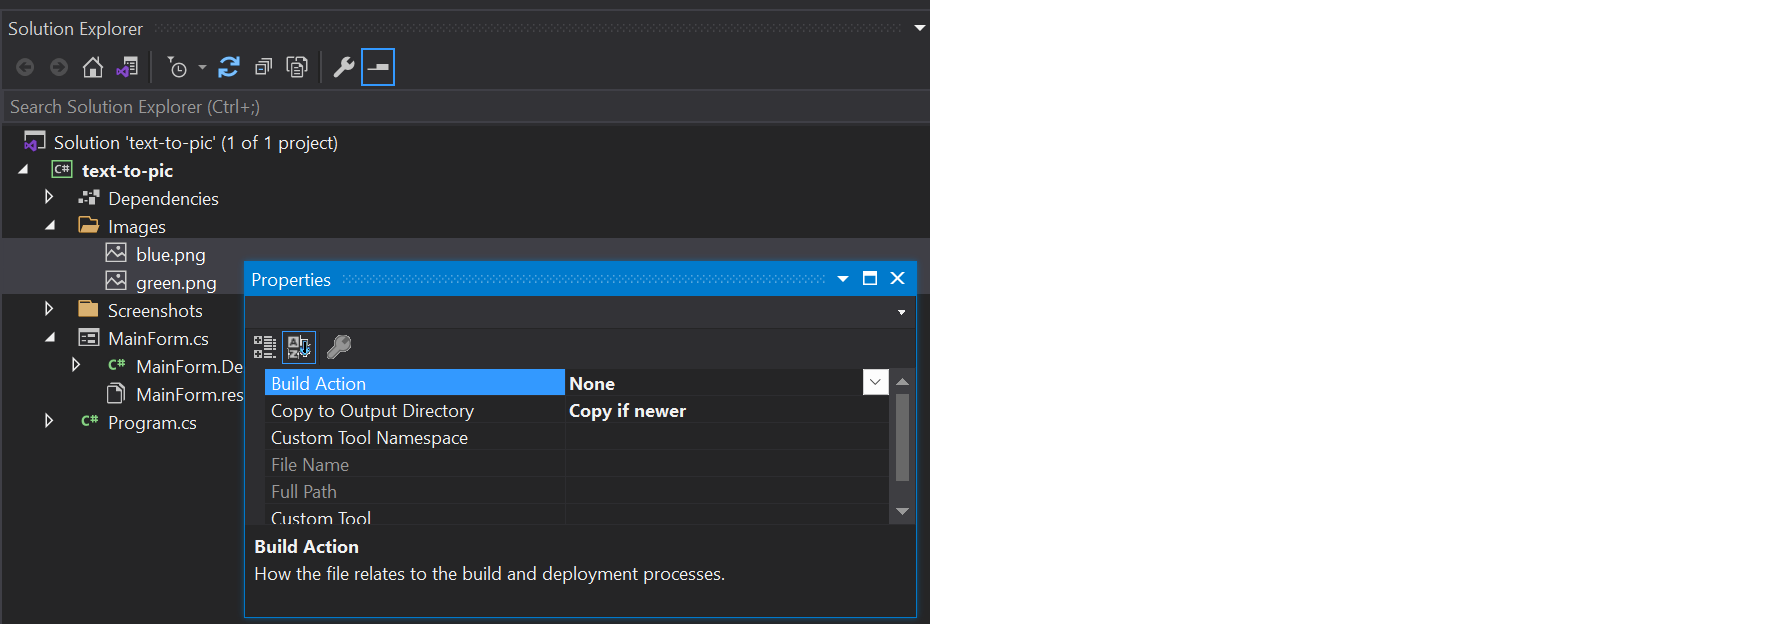 Solution Explorer
Search Solution Explorer (Ctrl+;)
Solution 'text-to-pic' (1 of 1 project)
C# text-to-pic
Dependencies
Images
blue.png
green.png
Screenshots
MainForm.cs
C# MainForm.De
MainForm.res
C# Program.cs
Properties
Build Action None
Copy to Output Directory Copy if newer
Custom Tool Namespace
File Name
Full Path
Custom Tool
Build Action
How the file relates to the build and deployment processes.